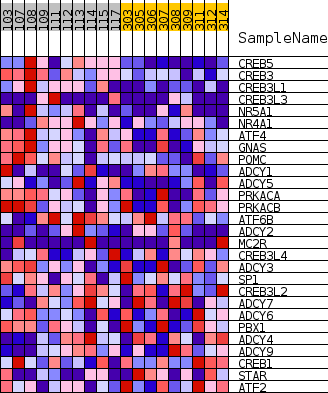 108 107 108 109 111 112 113 114 115 117 303 305 306 307 308 309 311 312 314
SampleName
CREB5
CREB3
CREB3L1
CREB3L3
NR5A1
NR4A1
ATF4
GNAS
POMC
ADCY1
ADCY5
PRKACA
PRKACB
ATF6B
ADCY2
MC2R
CREB3L4
ADCY3
SP1
CREB3L2
ADCY7
ADCY6
PBX1
ADCY4
ADCY9
CREB1
STAR
ATF2